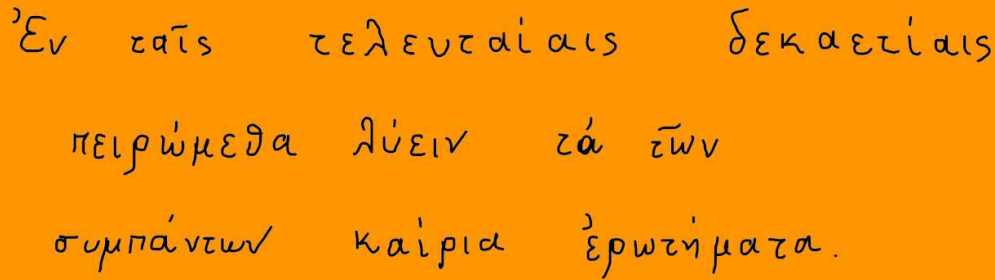 Ἐν ταῖς τελευταίαις δεκαετίαις
πειρώμεθα λύειν τά τῶν
συμπάντων καίρια ἐρωτήματα.